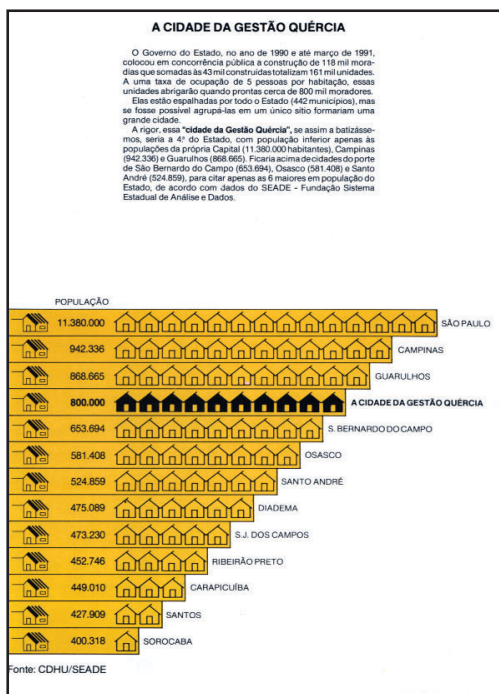 A CIDADE DA GESTÃO QUÉRCIA
O Governo do Estado, no ano de 1990 e até março de 1991,
colocou em concorrência pública a construção de 118 mil mora-
dias que somadas às 43 mil construídas totalizam 161 mil unidades.
A uma taxa de ocupação de 5 pessoas por habitação, essas
unidades abrigarão quando prontas cerca de 800 mil moradores.
Elas estão espalhadas por todo o Estado (442 municípios), mas
se fosse possível agrupá-las em um único sítio formariam uma
grande cidade.
A rigor, essa "cidade da Gestão Quércia", se assim a batizásse-
mos, seria a 4ª do Estado, com população inferior apenas às
populações da própria Capital (11.380.000 habitantes), Campinas
(942.336) e Guarulhos (868.665). Ficaria acima de cidades do porte
de São Bernardo do Campo (653.694), Osasco (581.408) e Santo
André (524.859), para citar apenas as 6 maiores em população do
Estado, de acordo com dados do SEADE - Fundação Sistema
Estadual de Análise e Dados.
POPULAÇÃO
11.380.000 SÃO PAULO
942.336 CAMPINAS
868.665 GUARULHOS
800.000 A CIDADE DA GESTÃO QUÉRCIA
653.694 S. BERNARDO DO CAMPO
581.408 OSASCO
524.859 SANTO ANDRÉ
475.089 DIADEMA
473.230 S.J. DOS CAMPOS
452.746 RIBEIRÃO PRETO
449.010 CARAPICUÍBA
427.909 SANTOS
400.318 SOROCABA
Fonte: CDHU/SEADE